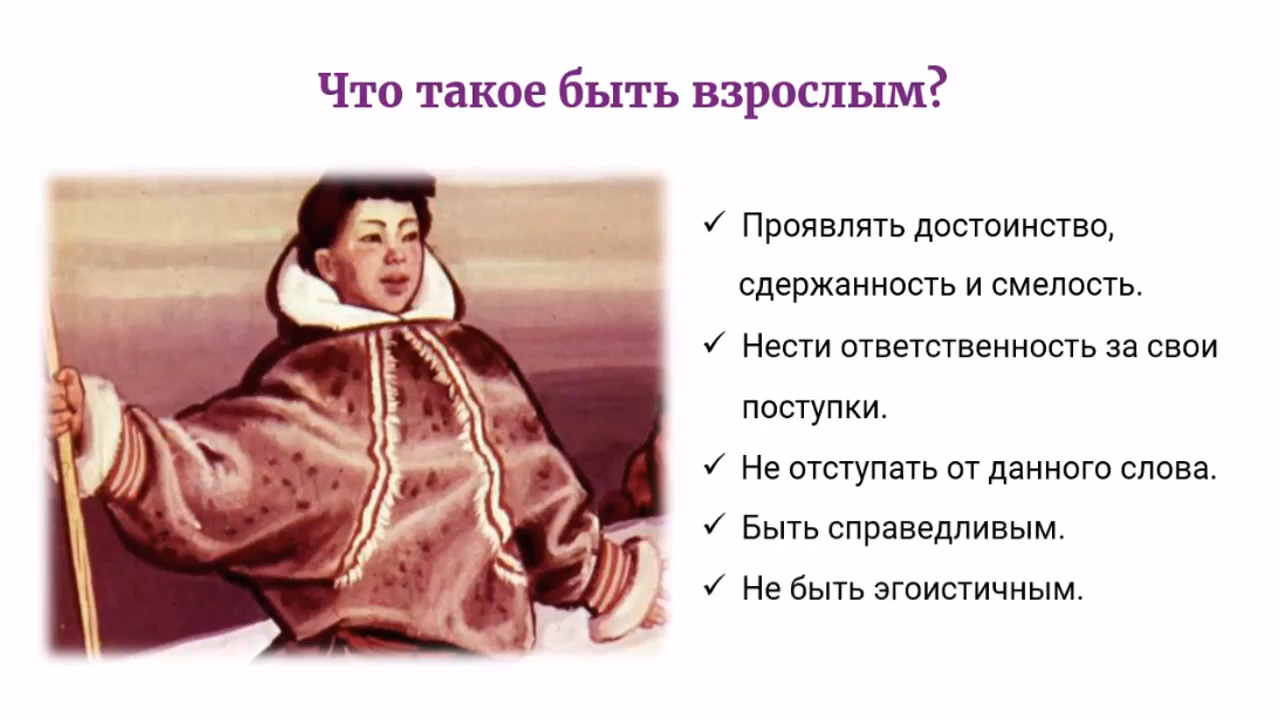 Что такое быть взрослым?
✓ Проявлять достоинство,
сдержанность и смелость.
✓ Нести ответственность за свои
поступки.
✓ Не отступать от данного слова.
✓ Быть справедливым.
✓ Не быть эгоистичным.